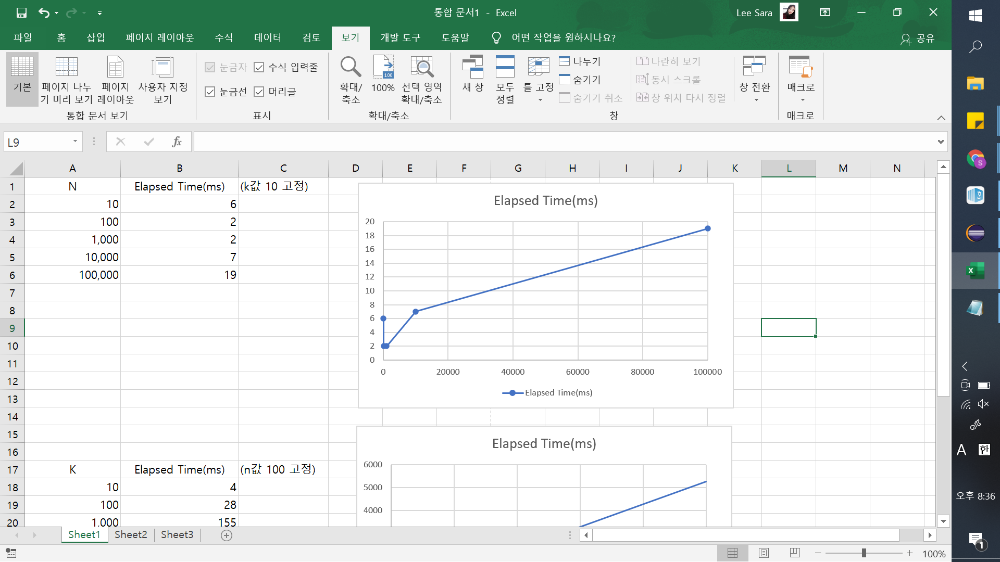 통합 문서1 - Excel
Lee Sara
파일 홈 삽입 페이지 레이아웃 수식 데이터 검토 보기 개발 도구 도움말 어떤 작업을 원하시나요? 공유
기본
페이지 나누
기 미리 보기
페이지
레이아웃
사용자 지정
보기
통합 문서 보기
눈금자 수식 입력줄
눈금선 머리글
표시
확대/
축소
100
100%
선택 영역
확대/축소
확대/축소
새 창
모두
정렬
틀 고정
나누기
숨기기
숨기기 취소
나란히 보기
동시 스크롤
창 위치 다시 정렬
창 전환
창
매크로
매크로
L9
fx
A B C D E F G H I J K L M N
1 N Elapsed Time(ms) (k값 10 고정)
2 10 6
3 100 2
4 1,000 2
5 10,000 7
6 100,000 19
7
8
9
10
11
12
13
14
15
16
17 K Elapsed Time(ms) (n값 100 고정)
18 10 4
19 100 28
20 1,000 155
Elapsed Time(ms)
20
18
16
14
12
10
8
6
4
2
0
0 20000 40000 60000 80000 100000
Elapsed Time(ms)
Elapsed Time(ms)
6000
5000
4000
Sheet1 Sheet2 Sheet3
100%
S
X
A 한
오후 8:36
1